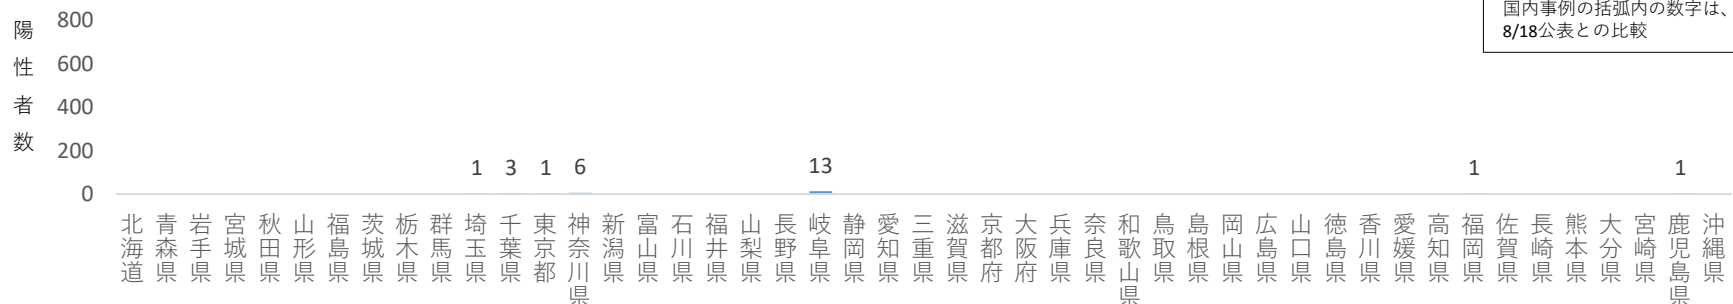 国内事例の括弧内の数字は、
8/18公表との比較
陽性者数
800
600
400
200
0
1 3 1 6 13 1 1
北海道 青森県 岩手県 宮城県 秋田県 山形県 福島県 茨城県 栃木県 群馬県 埼玉県 千葉県 東京都 神奈川県 新潟県 富山県 石川県 福井県 山梨県 長野県 岐阜県 静岡県 愛知県 三重県 滋賀県 京都府 大阪府 兵庫県 奈良県 和歌山県 鳥取県 島根県 岡山県 広島県 山口県 徳島県 香川県 愛媛県 高知県 福岡県 佐賀県 長崎県 熊本県 大分県 宮崎県 鹿児島県 沖縄県